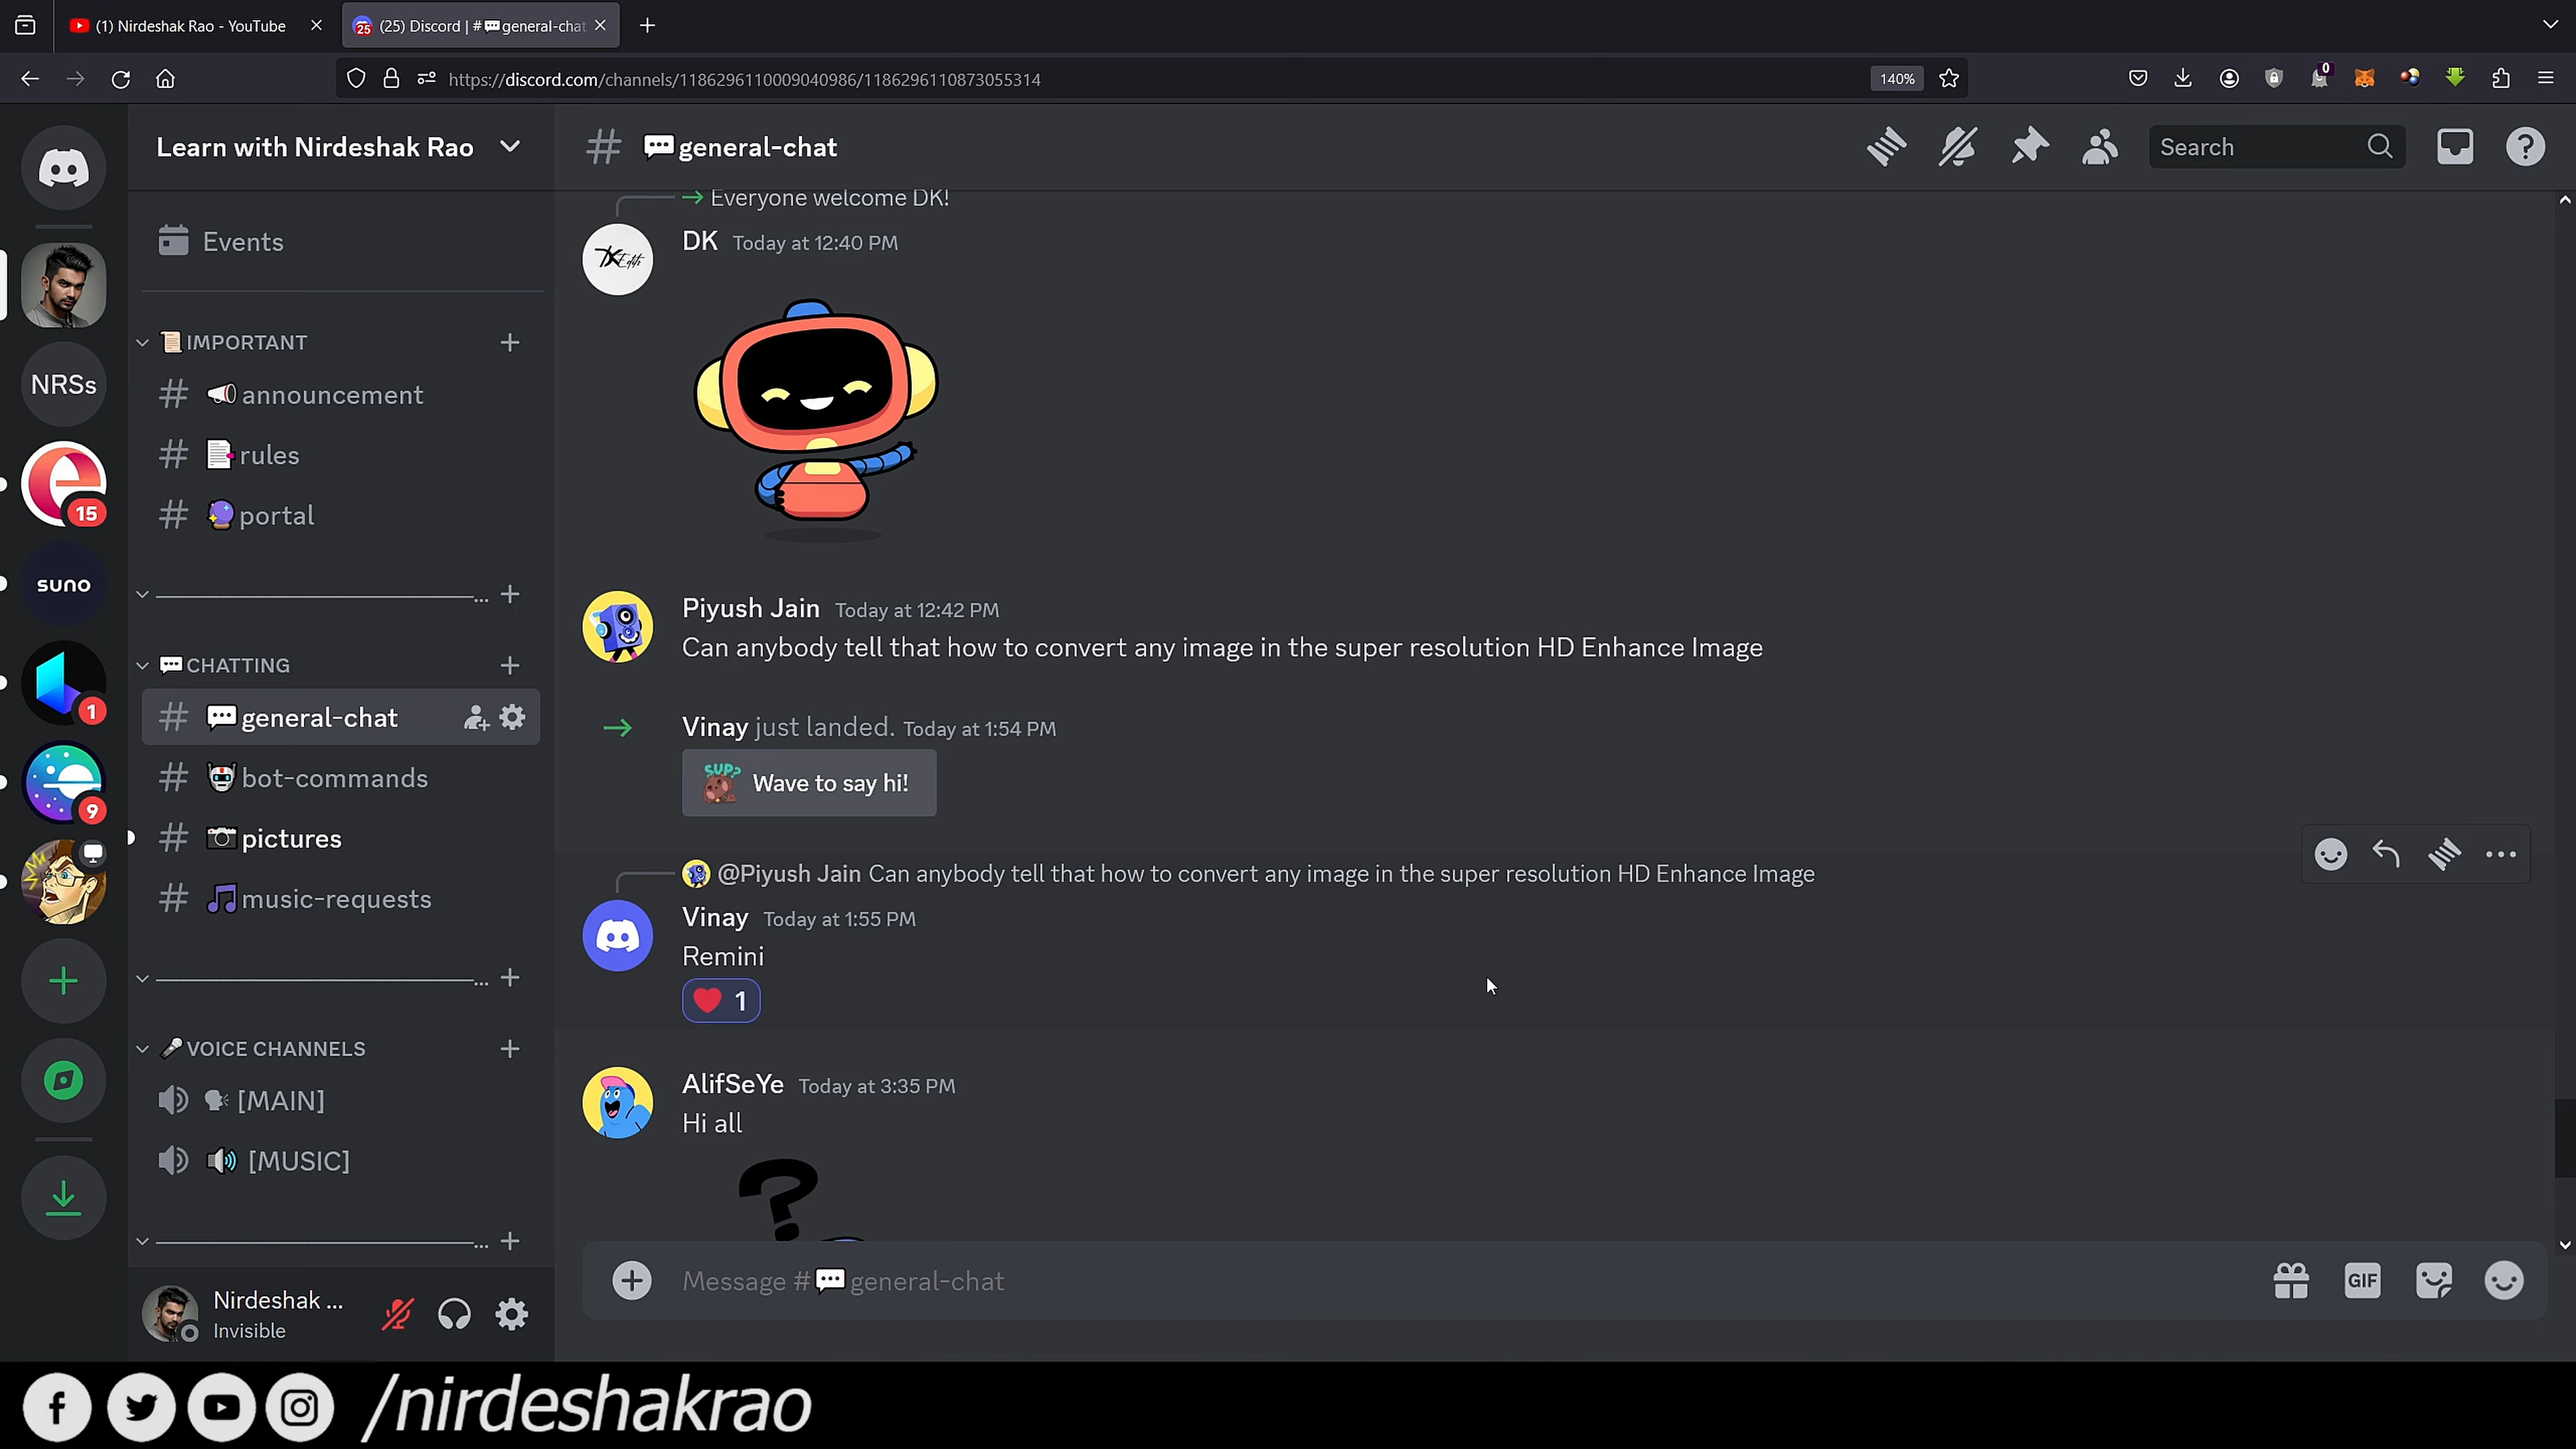 (1) Nirdeshak Rao - YouTube
(25) Discord | #💬general-chat
25
https://discord.com/channels/1186296110009040986/1186296110873055314
140%
0
Learn with Nirdeshak Rao
Events
📜IMPORTANT
# 📢announcement
# 📑rules
# 🔮portal
NRSs
15
suno
1
9
💬CHATTING
# 💬general-chat
# 🤖bot-commands
# 📷pictures
# 🎵music-requests
🎤VOICE CHANNELS
🗣 [MAIN]
🔊 [MUSIC]
Nirdeshak ...
Invisible
# 💬general-chat
Search
→ Everyone welcome DK!
DK Today at 12:40 PM
Piyush Jain Today at 12:42 PM
Can anybody tell that how to convert any image in the super resolution HD Enhance Image
Vinay just landed. Today at 1:54 PM
SUP?
Wave to say hi!
@Piyush Jain Can anybody tell that how to convert any image in the super resolution HD Enhance Image
Vinay Today at 1:55 PM
Remini
❤ 1
AlifSeYe Today at 3:35 PM
Hi all
?
Message #💬general-chat
GIF
/nirdeshakrao